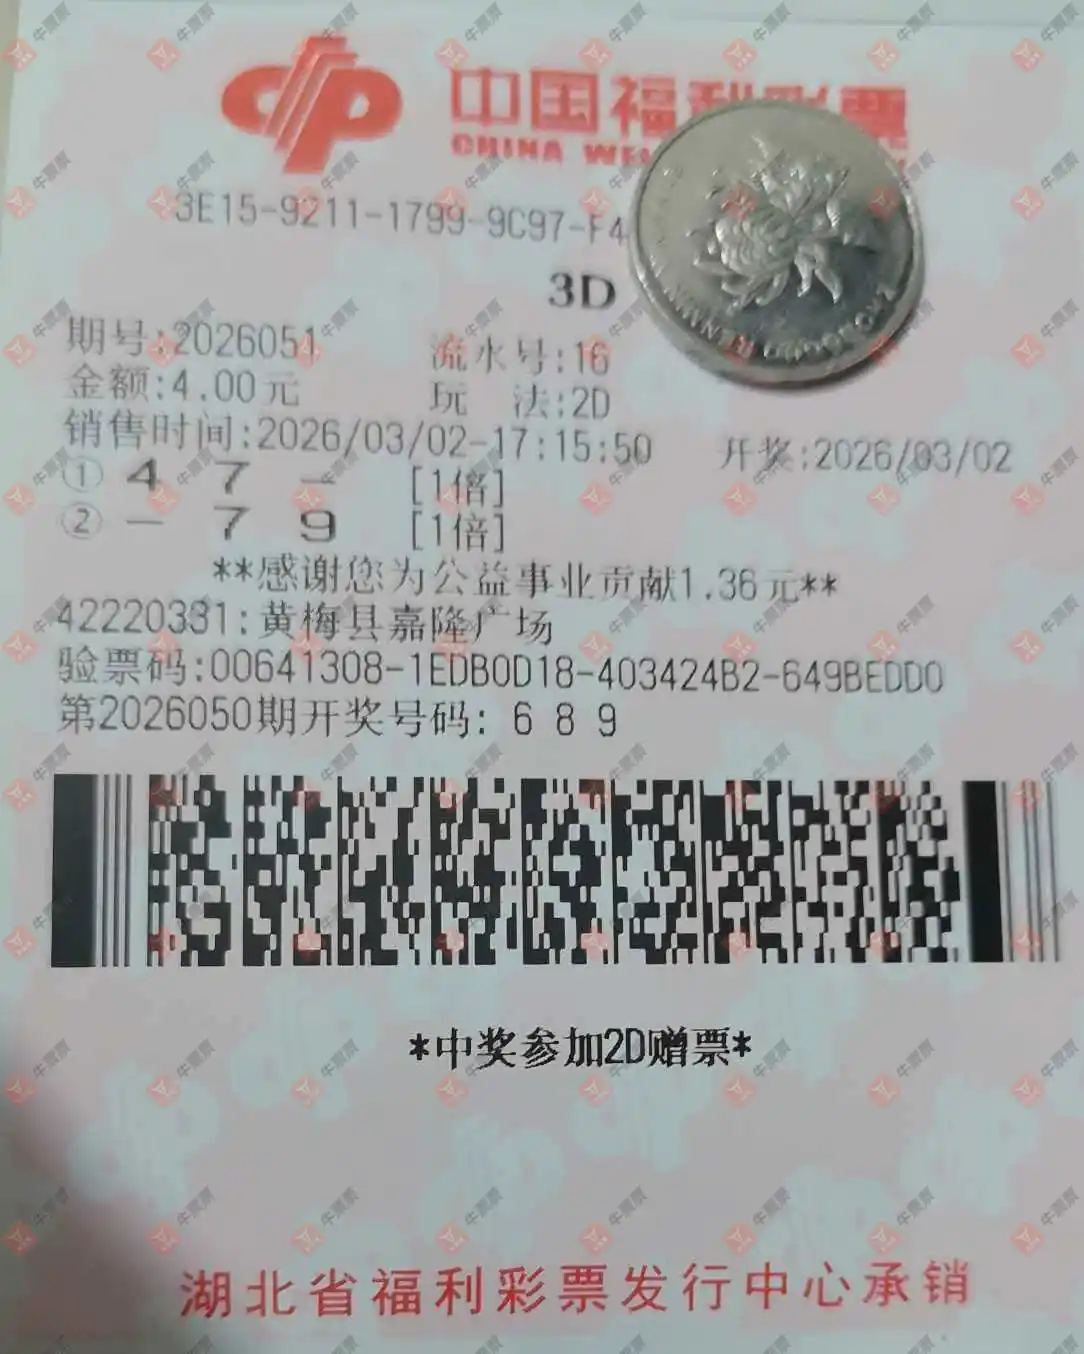 中国福利彩票
CHINA WEL
3E15-9211-1799-9C97-F4
3D
期号:2026051 流水号:16
金额:4.00元 玩 法:2D
销售时间:2026/03/02-17:15:50 开奖:2026/03/02
① 4 7 - [1倍]
② - 7 9 [1倍]
**感谢您为公益事业贡献1.36元**
42220331:黄梅县嘉隆广场
验票码:00641308-1EDB0D18-403424B2-649BEDD0
第2026050期开奖号码: 6 8 9
*中奖参加2D赠票*
湖北省福利彩票发行中心承销
牛票票